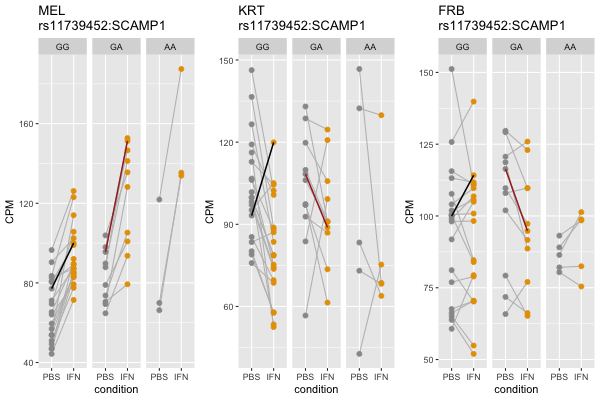 MEL
rs11739452:SCAMP1
GG GA AA
CPM
160
120
80
40
PBS IFN PBS IFN PBS IFN
condition
KRT
rs11739452:SCAMP1
GG GA AA
CPM
150
120
90
60
PBS IFN PBS IFN PBS IFN
condition
FRB
rs11739452:SCAMP1
GG GA AA
CPM
150
125
100
75
50
PBS IFN PBS IFN PBS IFN
condition